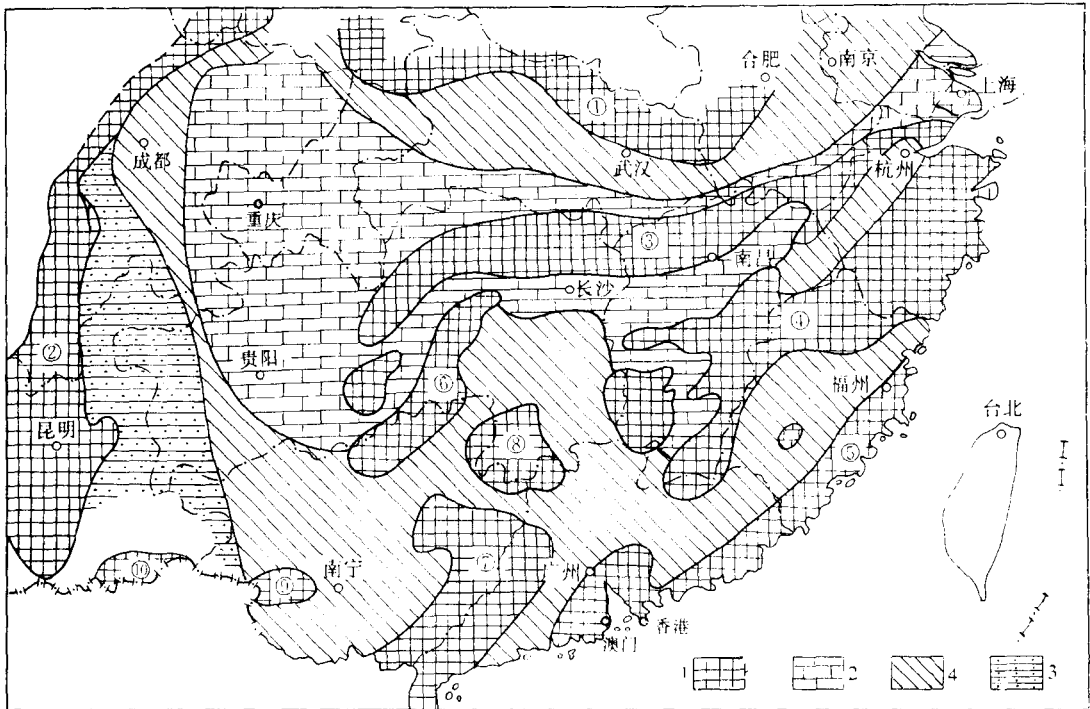 合肥
南京
上海
①
成都
武汉
杭州
重庆
③
南昌
长沙
④
②
贵阳
⑥
福州
台北
昆明
⑧
⑤
⑦
⑩
⑨
南宁
广州
香港
澳门
1
2
4
3